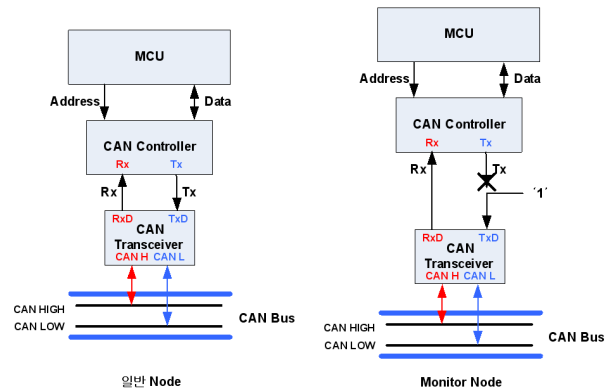 MCU
Address
Data
CAN Controller
Rx Tx
Rx
Tx
RxD TxD
CAN
Transceiver
CAN H CAN L
CAN HIGH
CAN LOW
CAN Bus
일반 Node
MCU
Address
Data
CAN Controller
Rx Tx
Rx
Tx
'1'
RxD TxD
CAN
Transceiver
CAN H CAN L
CAN HIGH
CAN LOW
CAN Bus
Monitor Node